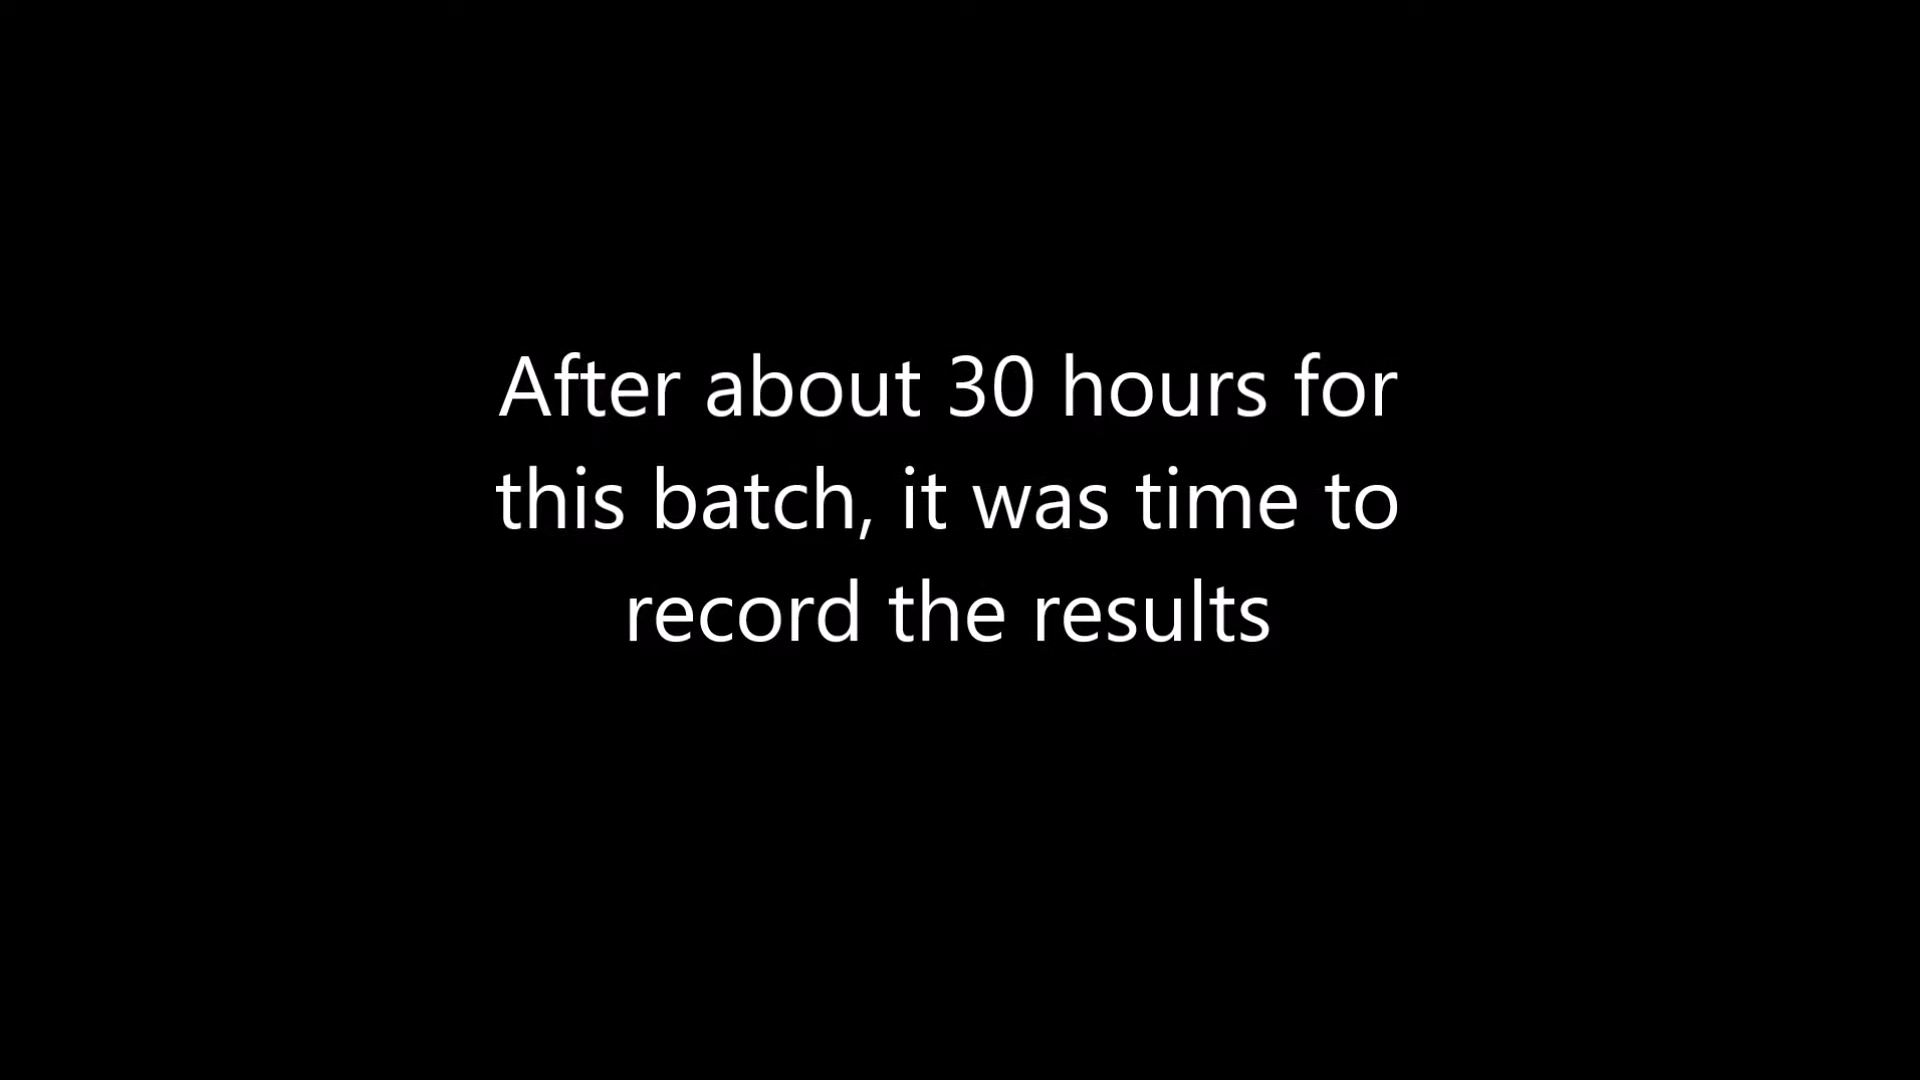 After about 30 hours for
this batch, it was time to
record the results